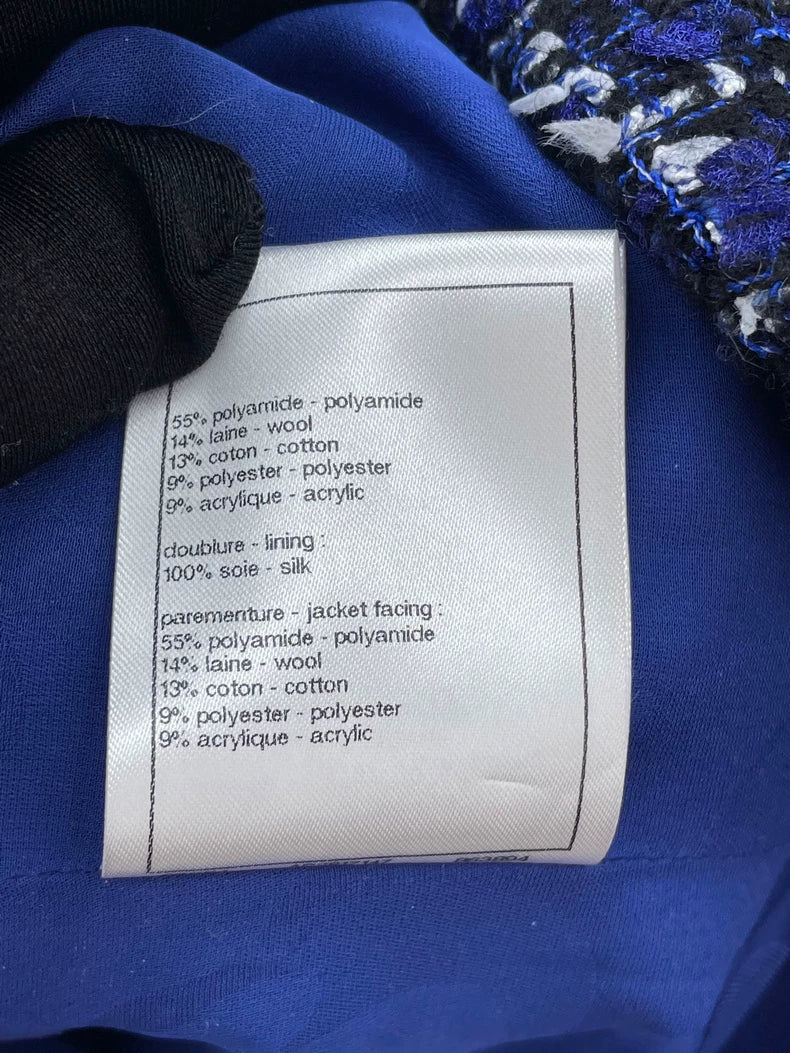 55% polyamide - polyamide
14% laine - wool
13% coton - cotton
9% polyester - polyester
9% acrylique - acrylic
doublure - lining :
100% soie - silk
parementure - jacket facing :
55% polyamide - polyamide
14% laine - wool
13% coton - cotton
9% polyester - polyester
9% acrylique - acrylic